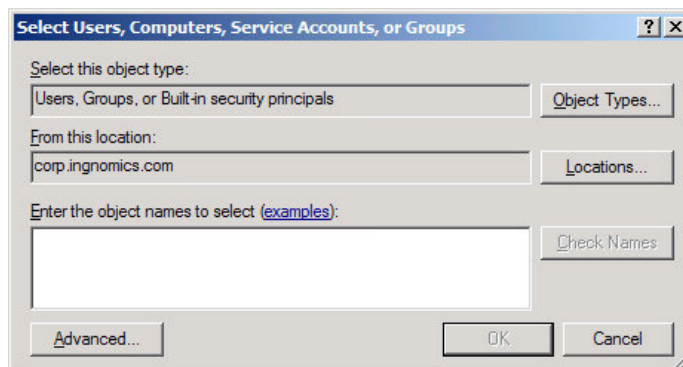 Select Users, Computers, Service Accounts, or Groups
Select this object type:
Users, Groups, or Built-in security principals
Object Types...
From this location:
corp.ingnomics.com
Locations...
Enter the object names to select (examples):
Check Names
Advanced...
OK
Cancel